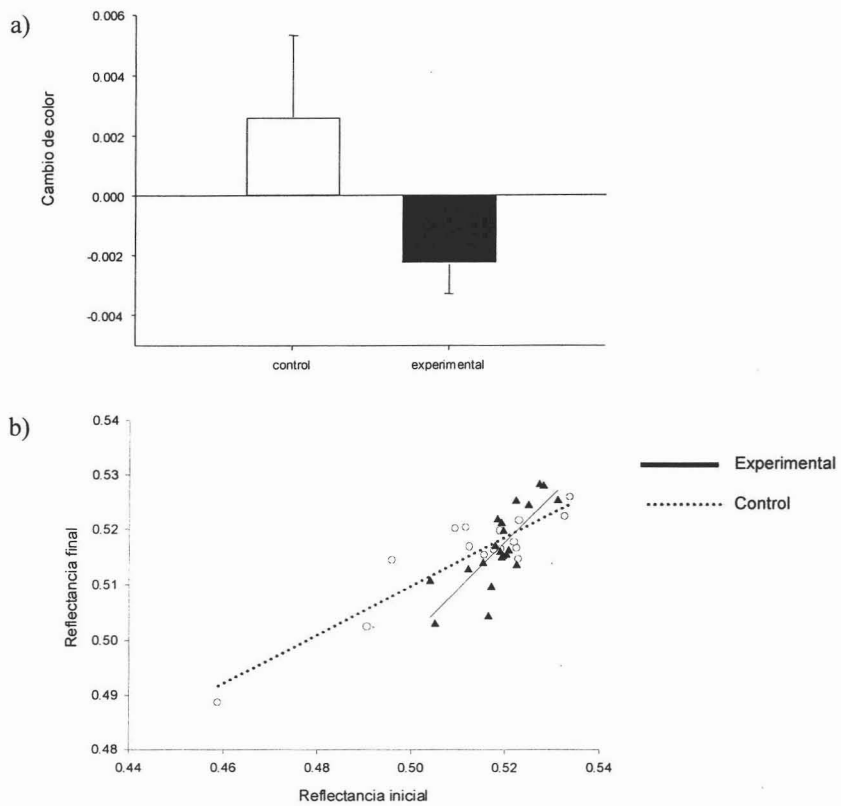 a)
Cambio de color
0.006
0.004
0.002
0.000
-0.002
-0.004
control
experimental
b)
Reflectancia final
0.54
0.53
0.52
0.51
0.50
0.49
0.48
0.44
0.46
0.48
0.50
0.52
0.54
Reflectancia inicial
Experimental
Control